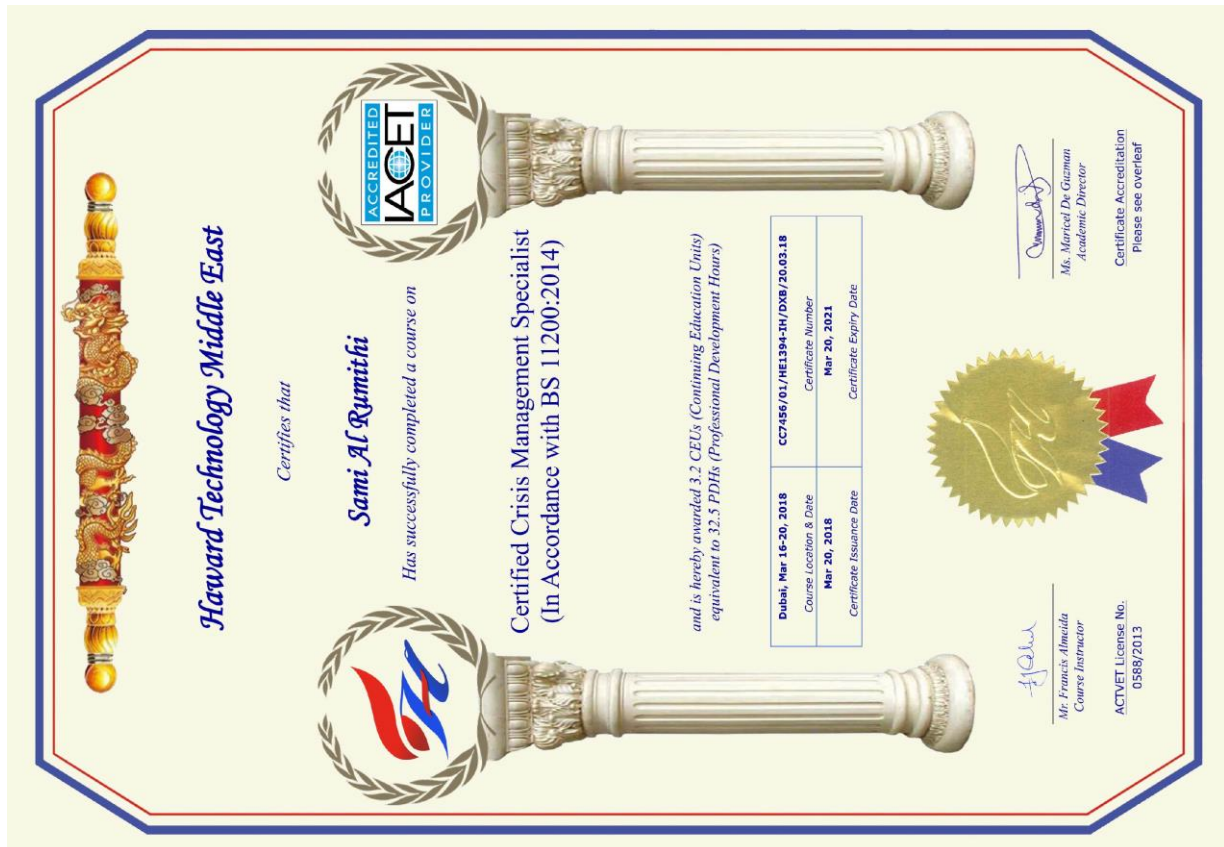 Haward Technology Middle East
Certifies that
Sami Al Rumithi
Has successfully completed a course on
ACCREDITED
IACET
PROVIDER
Certified Crisis Management Specialist
(In Accordance with BS 11200:2014)
and is hereby awarded 3.2 CEUs (Continuing Education Units)
equivalent to 32.5 PDHs (Professional Development Hours)
Dubai, Mar 16-20, 2018
CC7456/01/HE1394-IH/DXB/20.03.18
Course Location & Date
Certificate Number
Mar 20, 2018
Mar 20, 2021
Certificate Issuance Date
Certificate Expiry Date
Mr. Francis Almeida
Course Instructor
Ms. Maricel De Guzman
Academic Director
ACTVET License No.
0588/2013
Certificate Accreditation
Please see overleaf